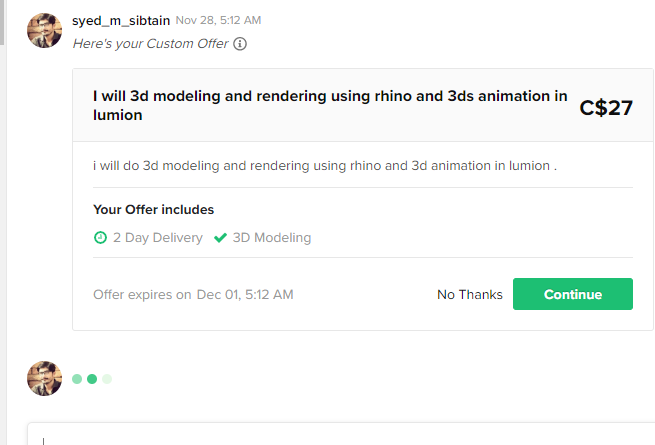 syed_m_sibtain Nov 28, 5:12 AM
Here's your Custom Offer
I will 3d modeling and rendering using rhino and 3ds animation in
lumion
C$27
i will do 3d modeling and rendering using rhino and 3d animation in lumion .
Your Offer includes
2 Day Delivery 3D Modeling
Offer expires on Dec 01, 5:12 AM No Thanks Continue